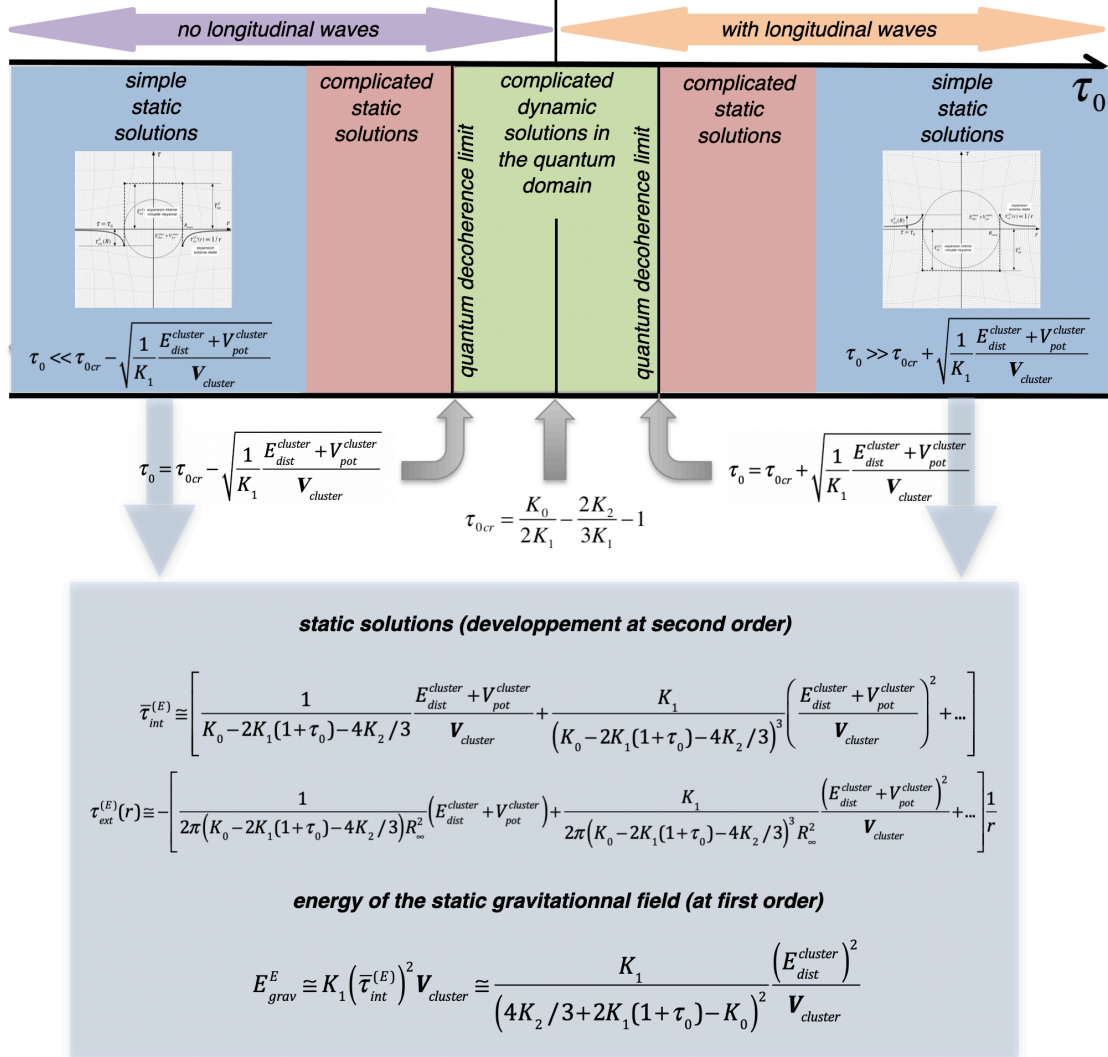 no longitudinal waves
with longitudinal waves
τ₀
simple
static
solutions
complicated
static
solutions
quantum decoherence limit
complicated
dynamic
solutions in
the quantum
domain
quantum decoherence limit
complicated
static
solutions
simple
static
solutions
τ₀ << τ₀cr − √(1/K₁ (E_dist^cluster + V_pot^cluster)/V_cluster)
τ₀ >> τ₀cr + √(1/K₁ (E_dist^cluster + V_pot^cluster)/V_cluster)
τ₀ = τ₀cr − √(1/K₁ (E_dist^cluster + V_pot^cluster)/V_cluster)
τ₀ = τ₀cr + √(1/K₁ (E_dist^cluster + V_pot^cluster)/V_cluster)
τ₀cr = K₀/2K₁ − 2K₂/3K₁ − 1
static solutions (developpement at second order)
τ̄_int^(E) ≅ [1/(K₀ − 2K₁(1+τ₀) − 4K₂/3) (E_dist^cluster + V_pot^cluster)/V_cluster + K₁/(K₀ − 2K₁(1+τ₀) − 4K₂/3)³ ((E_dist^cluster + V_pot^cluster)/V_cluster)² + ...]
τ_ext^(E)(r) ≅ −[1/(2π(K₀ − 2K₁(1+τ₀) − 4K₂/3)R_∞²) (E_dist^cluster + V_pot^cluster) + K₁/(2π(K₀ − 2K₁(1+τ₀) − 4K₂/3)³ R_∞²) (E_dist^cluster + V_pot^cluster)²/V_cluster + ...] 1/r
energy of the static gravitationnal field (at first order)
E_grav^E ≅ K₁(τ̄_int^(E))² V_cluster ≅ K₁/(4K₂/3 + 2K₁(1+τ₀) − K₀)² (E_dist^cluster)²/V_cluster